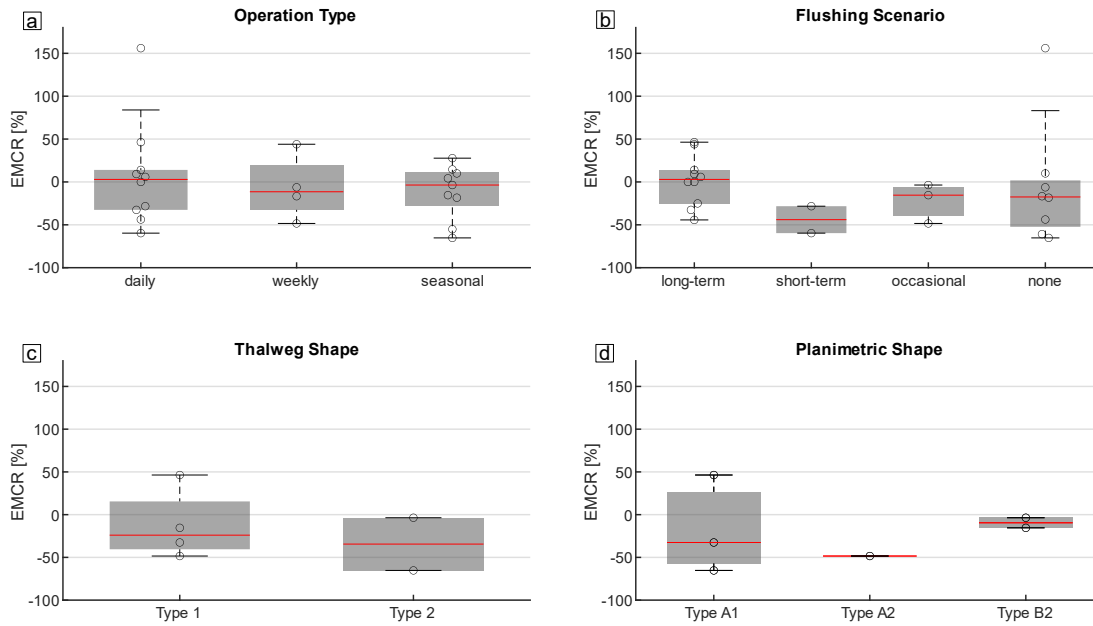 a
Operation Type
EMCR [%]
150
100
50
0
-50
-100
daily weekly seasonal
b
Flushing Scenario
EMCR [%]
150
100
50
0
-50
-100
long-term short-term occasional none
c
Thalweg Shape
EMCR [%]
150
100
50
0
-50
-100
Type 1 Type 2
d
Planimetric Shape
EMCR [%]
150
100
50
0
-50
-100
Type A1 Type A2 Type B2